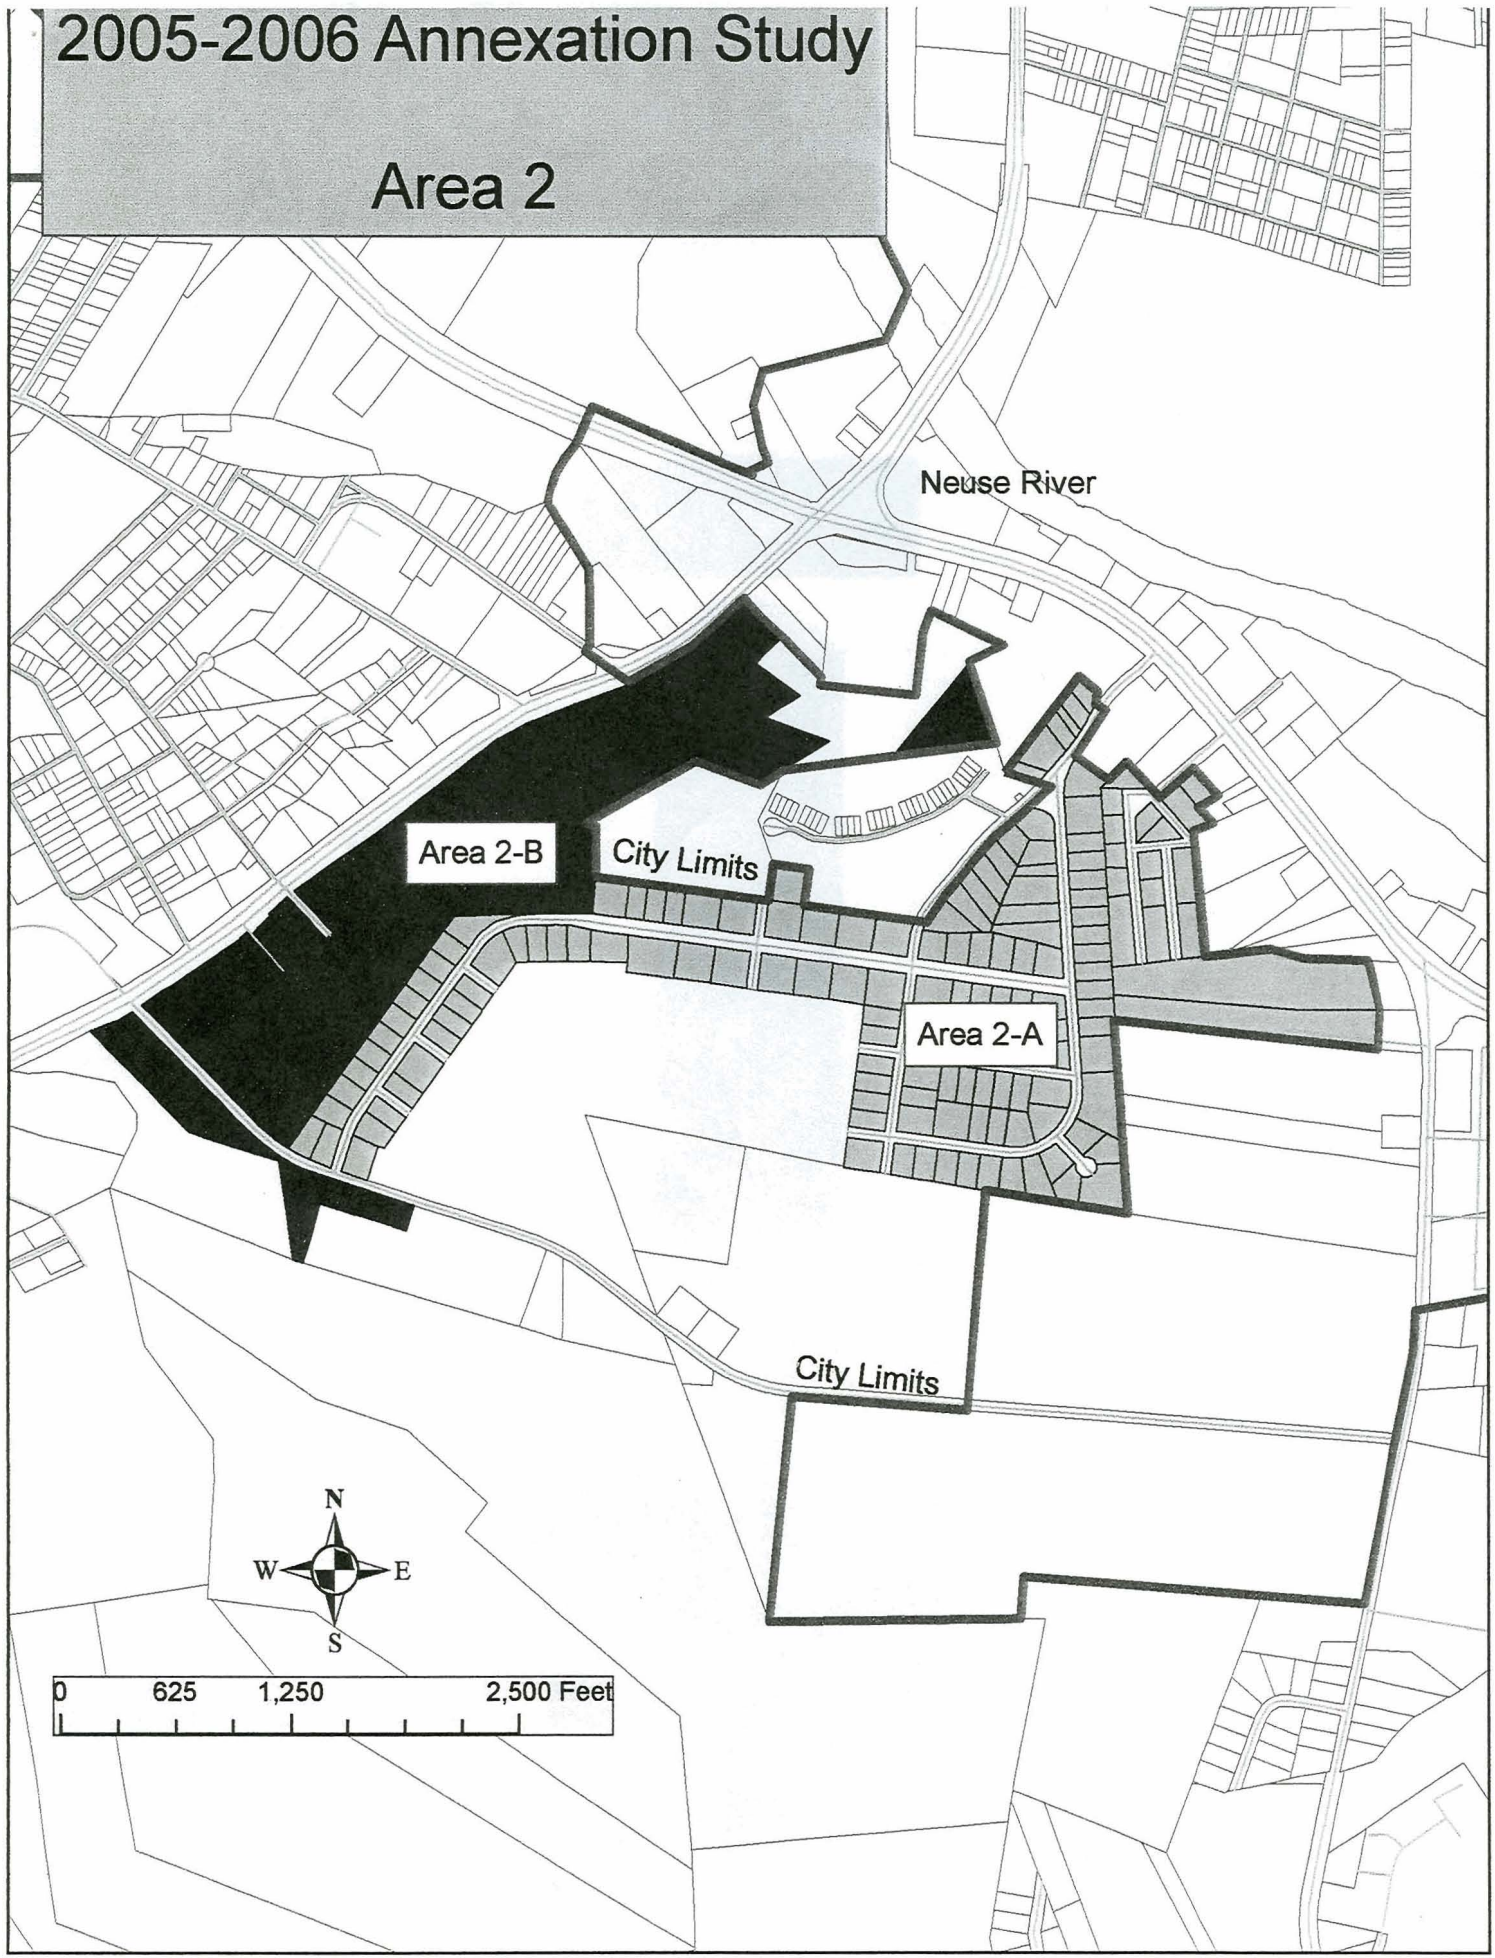 2005-2006 Annexation Study
Area 2
Neuse River
Area 2-B
City Limits
Area 2-A
City Limits
N
W E
S
0 625 1,250 2,500 Feet